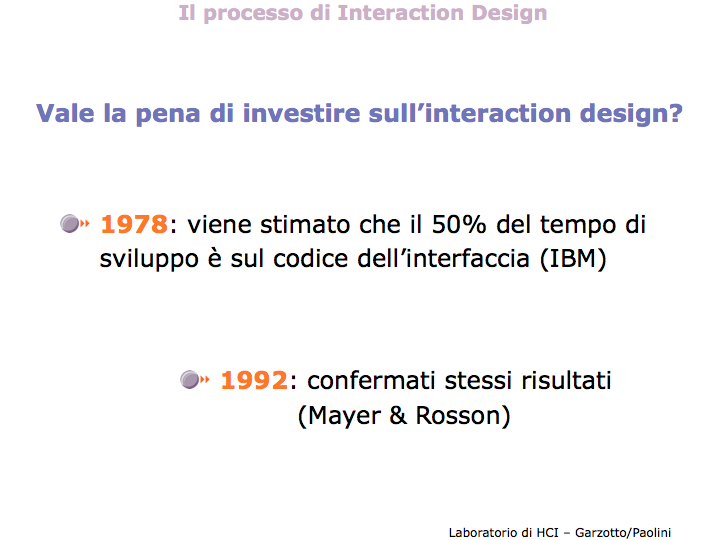 Il processo di Interaction Design
Vale la pena di investire sull’interaction design?
1978: viene stimato che il 50% del tempo di
sviluppo è sul codice dell’interfaccia (IBM)
1992: confermati stessi risultati
(Mayer & Rosson)
Laboratorio di HCI – Garzotto/Paolini